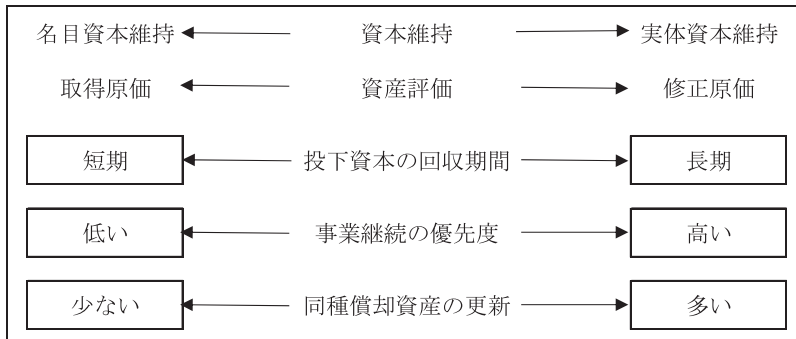 名目資本維持 資本維持 実体資本維持
取得原価 資産評価 修正原価
短期 投下資本の回収期間 長期
低い 事業継続の優先度 高い
少ない 同種償却資産の更新 多い